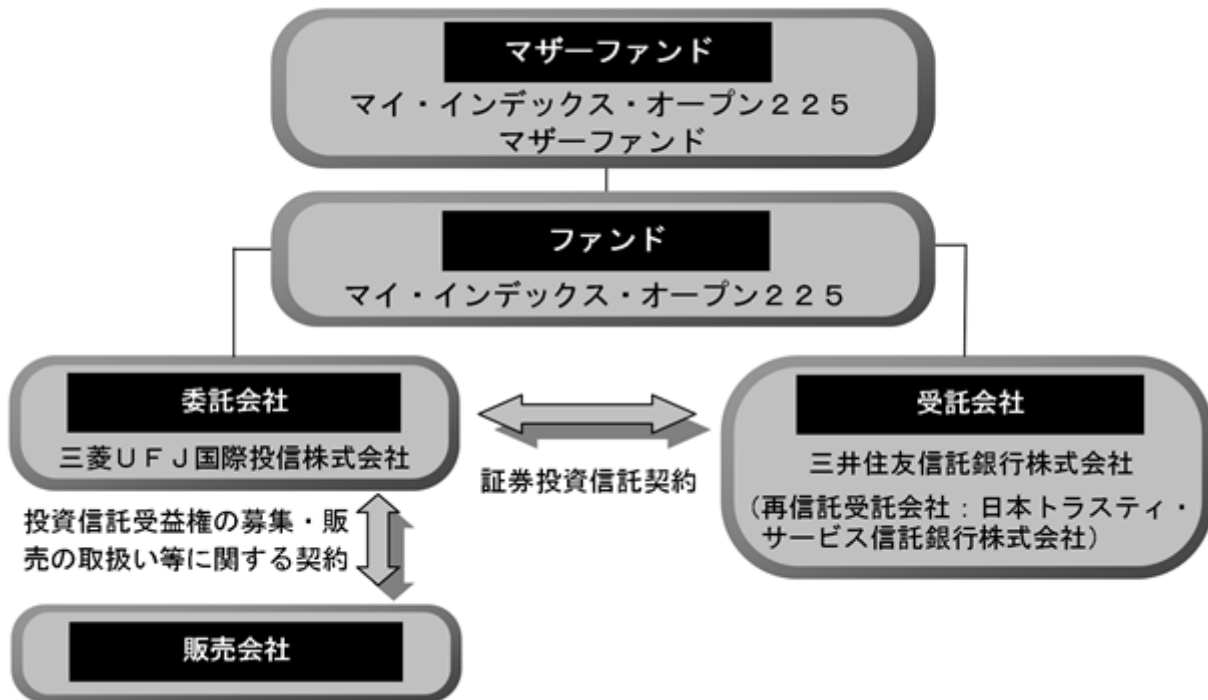 マザーファンド
マイ・インデックス・オープン２２５
マザーファンド
ファンド
マイ・インデックス・オープン２２５
委託会社
三菱ＵＦＪ国際投信株式会社
証券投資信託契約
受託会社
三井住友信託銀行株式会社
（再信託受託会社：日本トラスティ・
サービス信託銀行株式会社）
投資信託受益権の募集・販
売の取扱い等に関する契約
販売会社